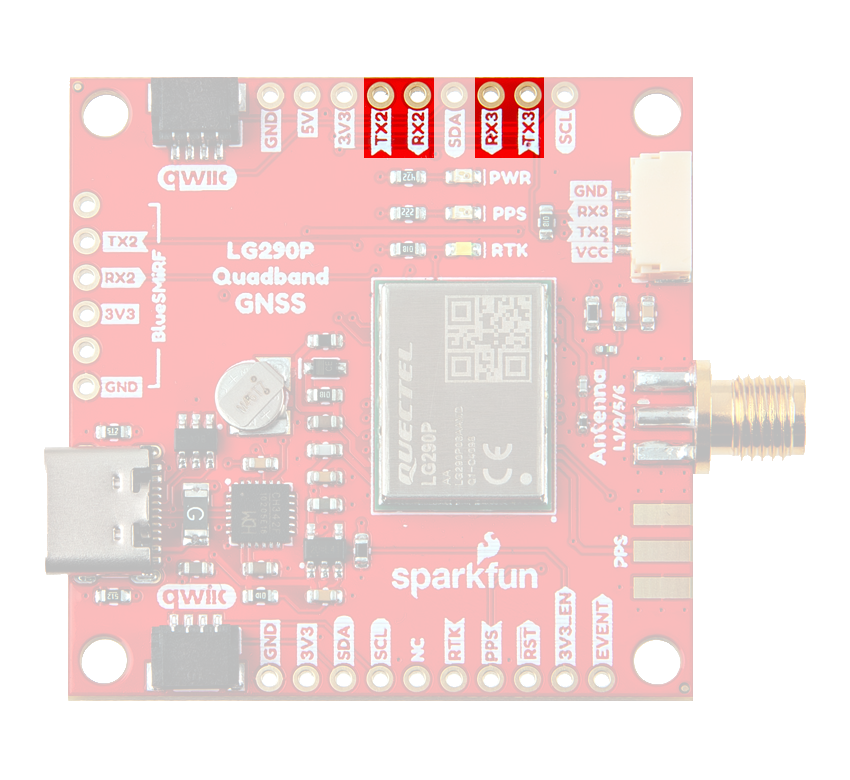 GND
5V
3V3
TX2
RX2
SDA
RX3
TX3
SCL
qwiic
PWR
PPS
RTK
GND
RX3
TX3
VCC
TX2
RX2
3V3
GND
BlueSMiRF
LG290P
Quadband
GNSS
QUECTEL
LG290P
AA
CE
Antenna
L1/2/5/6
G
PPS
sparkfun
qwiic
GND
3V3
SDA
SCL
NC
RTK
PPS
RST
3V3_EN
EVENT